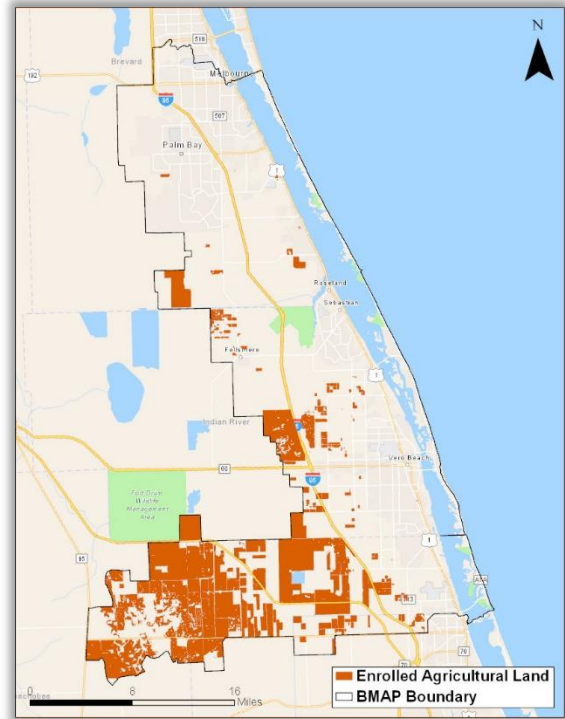 N
518
Brevard
192
Melbourne
95
507
Palm Bay
1
Roseland
Sebastian
Fellsmere
1
Indian River
60
Vero Beach
95
Fort Drum
Wildlife
Management
Area
1
A1A
70
70
Enrolled Agricultural Land
BMAP Boundary
0 8 16
Miles